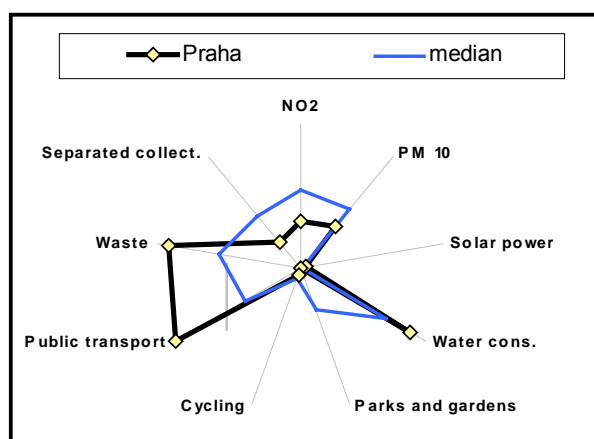 Praha
median
NO2
PM 10
Solar power
Water cons.
Parks and gardens
Cycling
Public transport
Waste
Separated collect.